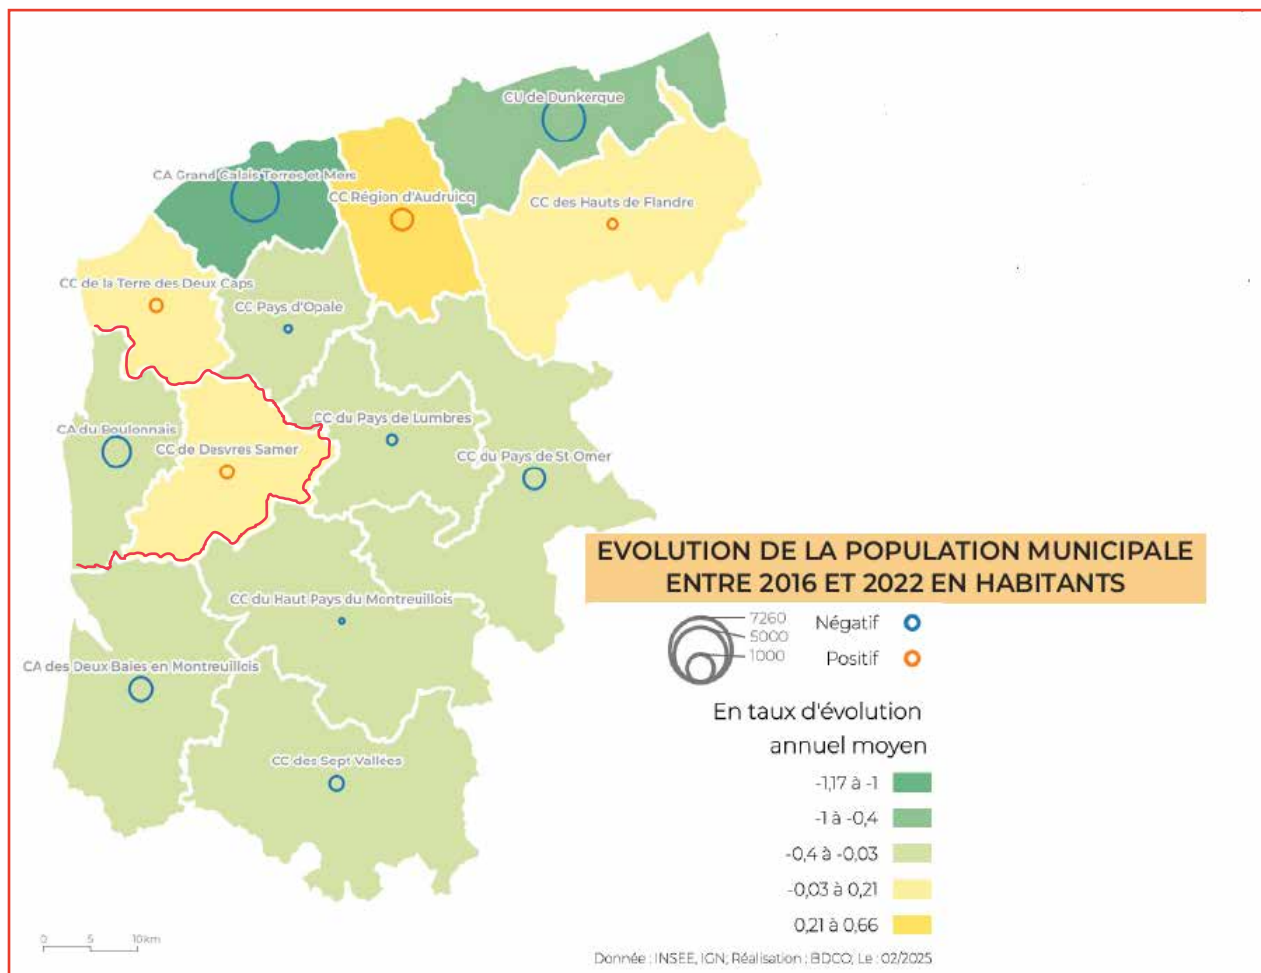 CU de Dunkerque
CA Grand Calais Terres et Mers
CC Région d'Audruicq
CC des Hauts de Flandre
CC de la Terre des Deux Caps
CC Pays d'Opale
CC du Pays de Lumbres
CA du Boulonnais
CC de Desvres Samer
CC du Pays de St Omer
EVOLUTION DE LA POPULATION MUNICIPALE
ENTRE 2016 ET 2022 EN HABITANTS
CC du Haut Pays du Montreuillois
7260
5000
1000
Négatif
Positif
CA des Deux Baies en Montreuillois
En taux d'évolution
annuel moyen
CC des Sept Vallées
-1,17 à -1
-1 à -0,4
-0,4 à -0,03
-0,03 à 0,21
0,21 à 0,66
0 5 10km
Donnée : INSEE, IGN; Réalisation : BDCO; Le : 02/2025